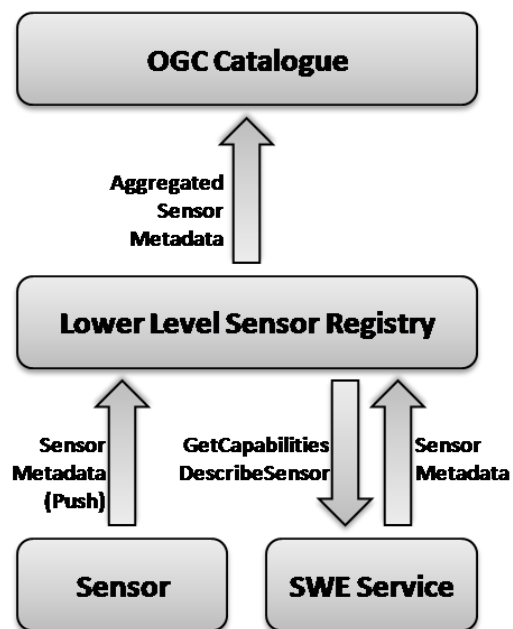 OGC Catalogue
Aggregated
Sensor
Metadata
Lower Level Sensor Registry
Sensor
Metadata
(Push)
GetCapabilities
DescribeSensor
Sensor
Metadata
Sensor
SWE Service